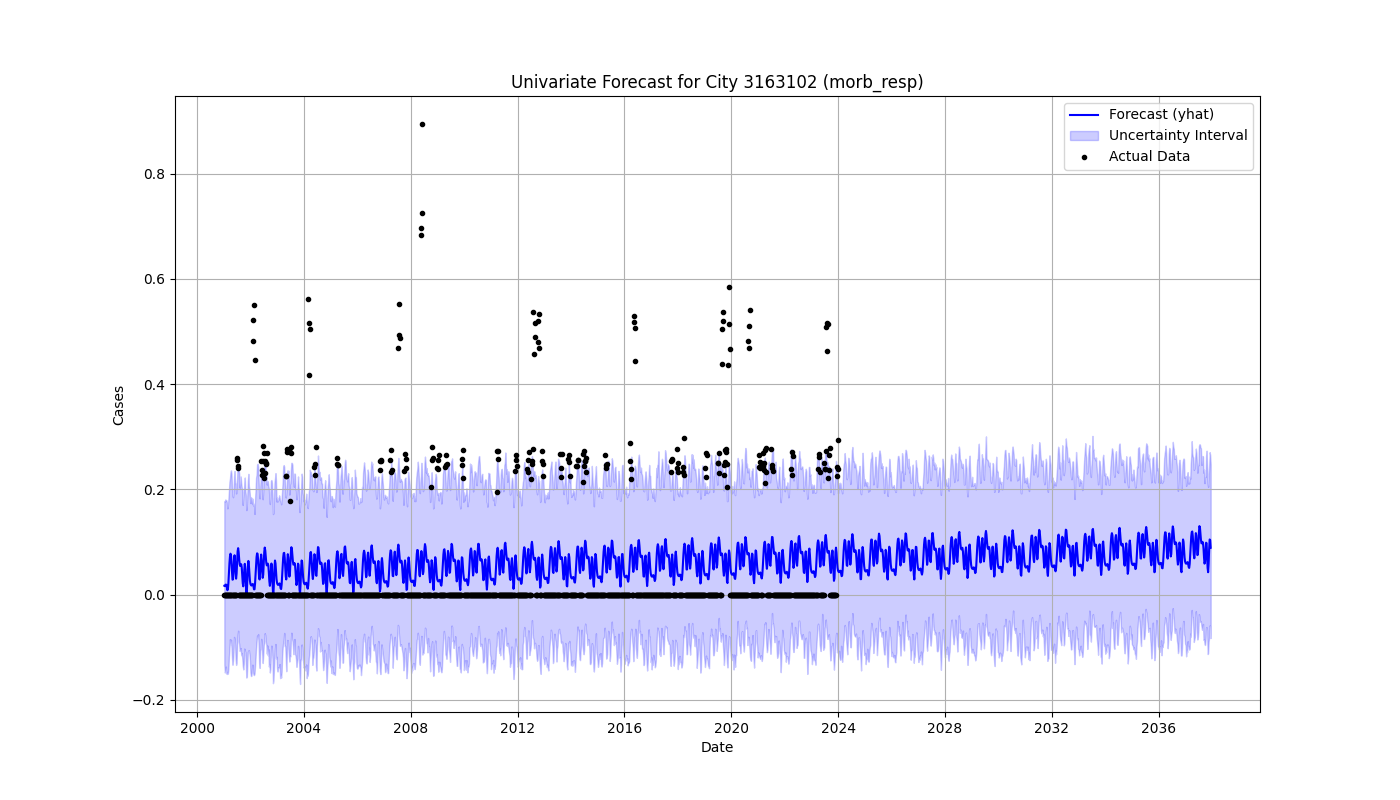 Univariate Forecast for City 3163102 (morb_resp)
Forecast (yhat)
Uncertainty Interval
Actual Data
Cases
0.8
0.6
0.4
0.2
0.0
−0.2
2000 2004 2008 2012 2016 2020 2024 2028 2032 2036
Date